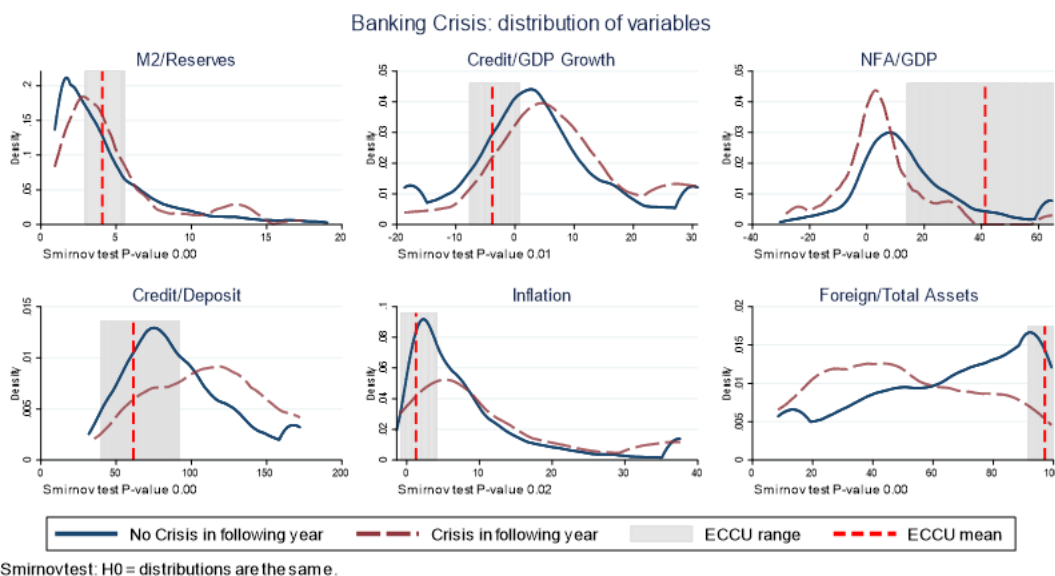 Banking Crisis: distribution of variables
M2/Reserves
Credit/GDP Growth
NFA/GDP
Density
0 .05 .1 .15 .2
0 5 10 15 20
Smirnov test P-value 0.00
Density
0 .01 .02 .03 .04 .05
-20 -10 0 10 20 30
Smirnov test P-value 0.01
Density
0 .01 .02 .03 .04 .05
-40 -20 0 20 40 60
Smirnov test P-value 0.00
Credit/Deposit
Inflation
Foreign/Total Assets
Density
0 .005 .01 .015
0 50 100 150 200
Smirnov test P-value 0.00
Density
0 .02 .04 .06 .08 .1
0 10 20 30 40
Smirnov test P-value 0.02
Density
0 .005 .01 .015 .02
0 20 40 60 80 100
Smirnov test P-value 0.00
No Crisis in following year
Crisis in following year
ECCU range
ECCU mean
Smirnov test: H0 = distributions are the same.